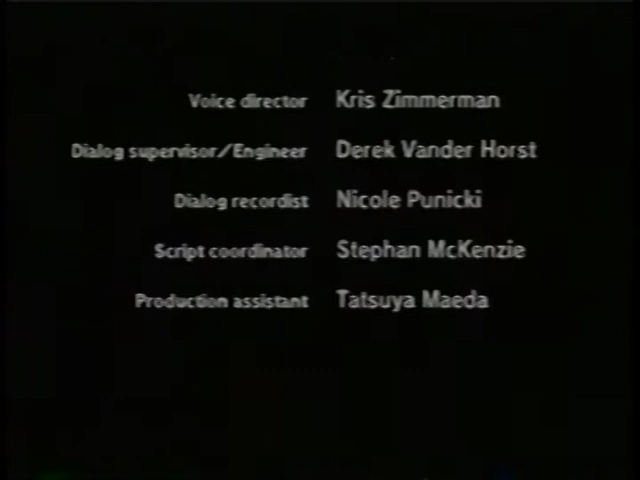 Voice director Kris Zimmerman
Dialog supervisor/Engineer Derek Vander Horst
Dialog recordist Nicole Punicki
Script coordinator Stephan McKenzie
Production assistant Tatsuya Maeda